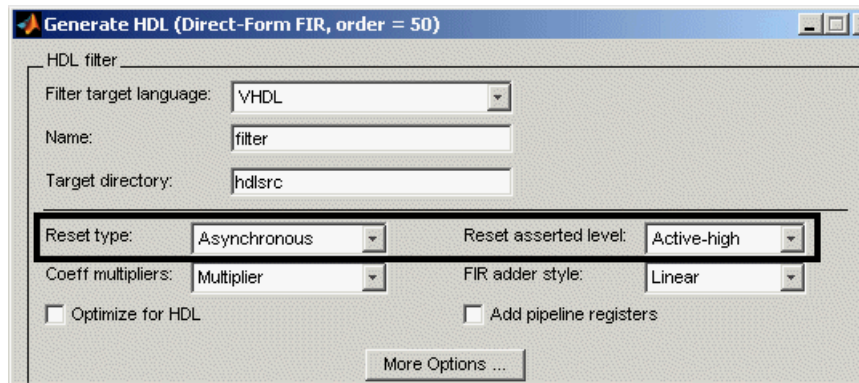 Generate HDL (Direct-Form FIR, order = 50)
HDL filter
Filter target language: VHDL
Name: filter
Target directory: hdlsrc
Reset type: Asynchronous Reset asserted level: Active-high
Coeff multipliers: Multiplier FIR adder style: Linear
Optimize for HDL Add pipeline registers
More Options ...